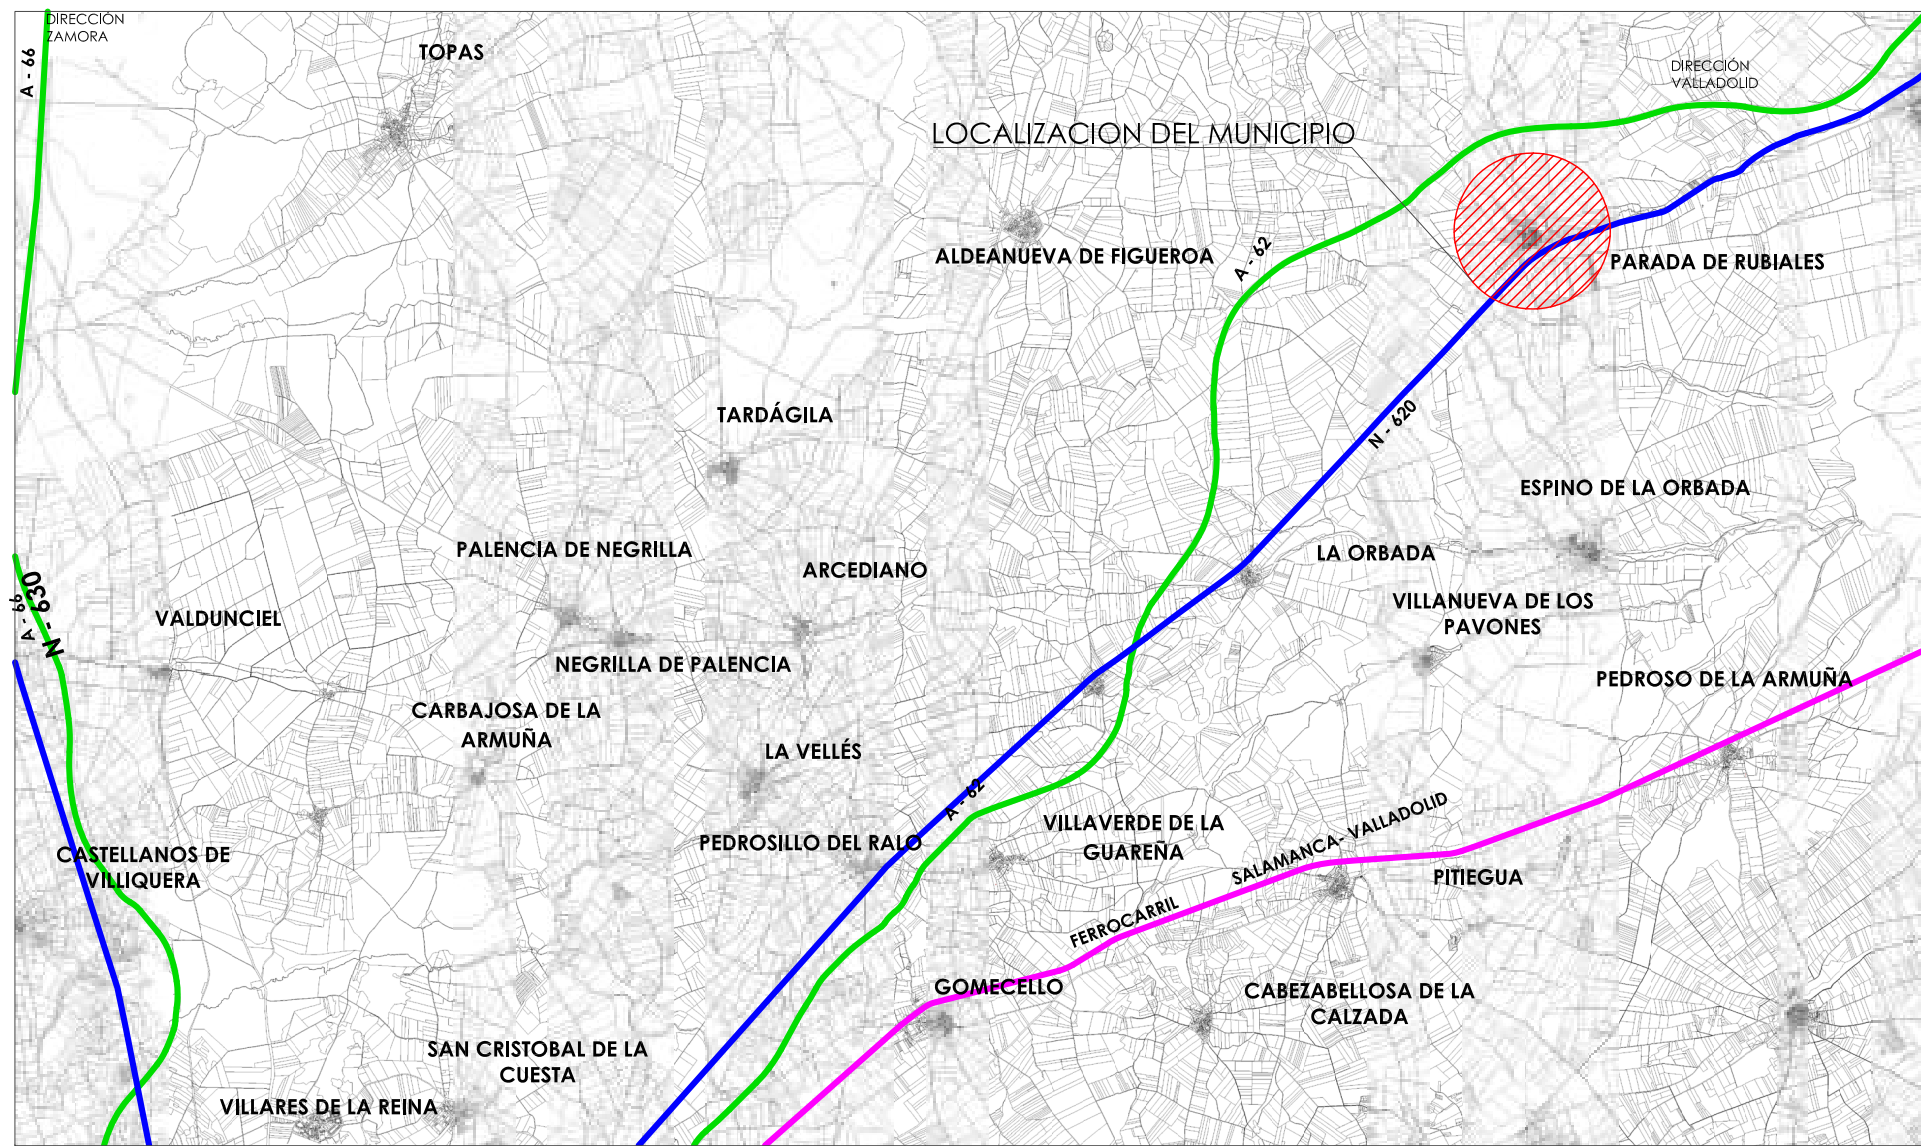 DIRECCIÓN
ZAMORA
A - 66
TOPAS
DIRECCIÓN
VALLADOLID
LOCALIZACION DEL MUNICIPIO
ALDEANUEVA DE FIGUEROA
A - 62
PARADA DE RUBIALES
TARDÁGILA
N - 620
ESPINO DE LA ORBADA
PALENCIA DE NEGRILLA
ARCEDIANO
LA ORBADA
A - 66
N - 630
VALDUNCIEL
VILLANUEVA DE LOS
PAVONES
NEGRILLA DE PALENCIA
PEDROSO DE LA ARMUÑA
CARBAJOSA DE LA
ARMUÑA
LA VELLÉS
A - 62
PEDROSILLO DEL RALO
VILLAVERDE DE LA
GUAREÑA
SALAMANCA- VALLADOLID
FERROCARRIL
CASTELLANOS DE
VILLIQUERA
PITIEGUA
GOMECELLO
CABEZABELLOSA DE LA
CALZADA
SAN CRISTOBAL DE LA
CUESTA
VILLARES DE LA REINA